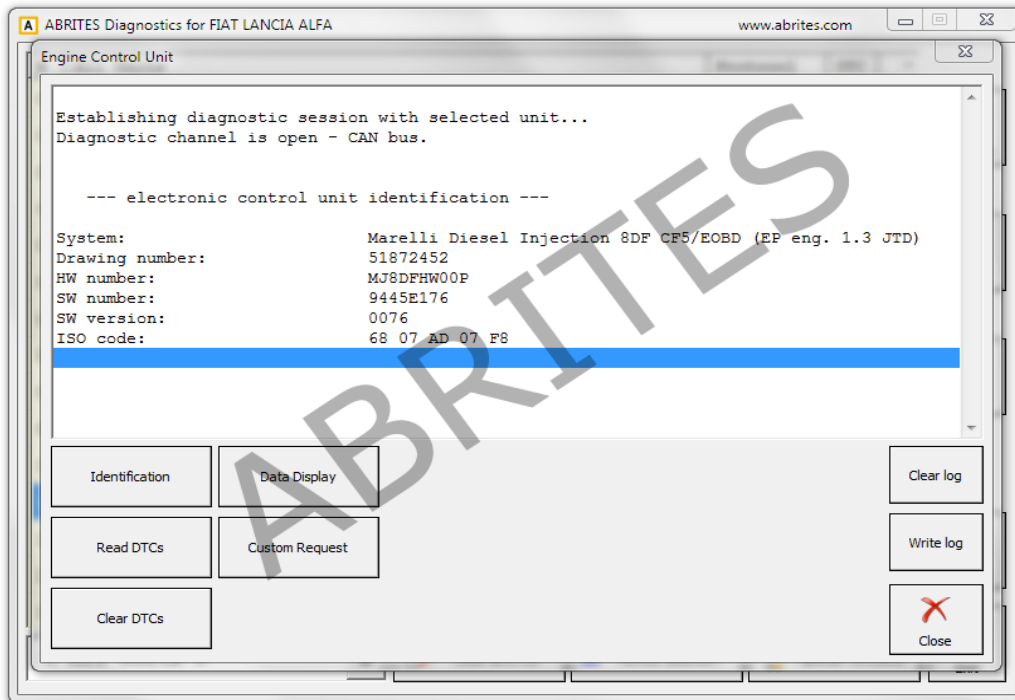 A ABRITES Diagnostics for FIAT LANCIA ALFA www.abrites.com
Engine Control Unit
Establishing diagnostic session with selected unit...
Diagnostic channel is open - CAN bus.
--- electronic control unit identification ---
System: Marelli Diesel Injection 8DF CF5/EOBD (EP eng. 1.3 JTD)
Drawing number: 51872452
HW number: MJ8DFHW00P
SW number: 9445E176
SW version: 0076
ISO code: 68 07 AD 07 F8
ABRITES
Identification Data Display Clear log
Read DTCs Custom Request Write log
Clear DTCs
Close